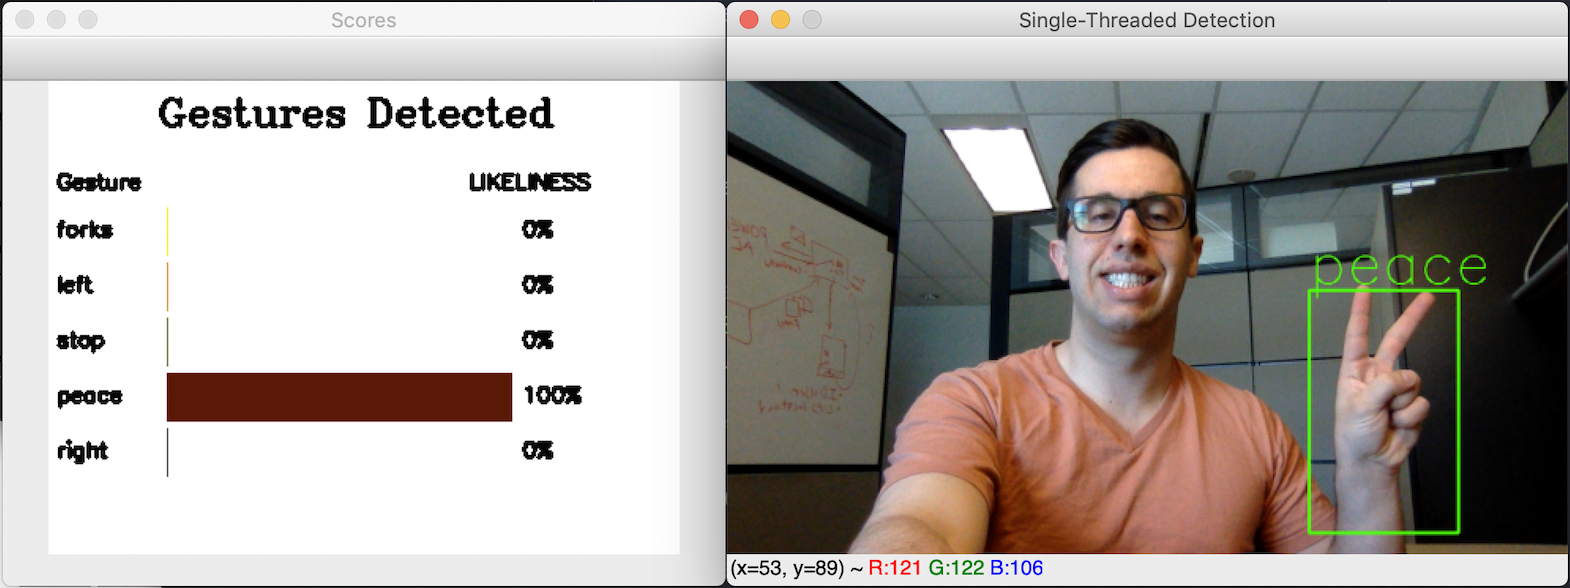 Scores
Gestures Detected
Gesture LIKELINESS
forks 0%
left 0%
stop 0%
peace 100%
right 0%
Single-Threaded Detection
peace
(x=53, y=89) ~ R:121 G:122 B:106